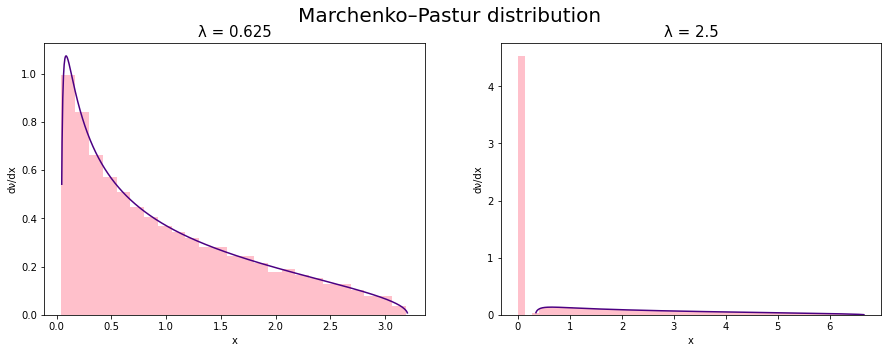 Marchenko–Pastur distribution
λ = 0.625
dν/dx
1.0
0.8
0.6
0.4
0.2
0.0
0.0 0.5 1.0 1.5 2.0 2.5 3.0
x
λ = 2.5
dν/dx
4
3
2
1
0
0 1 2 3 4 5 6
x